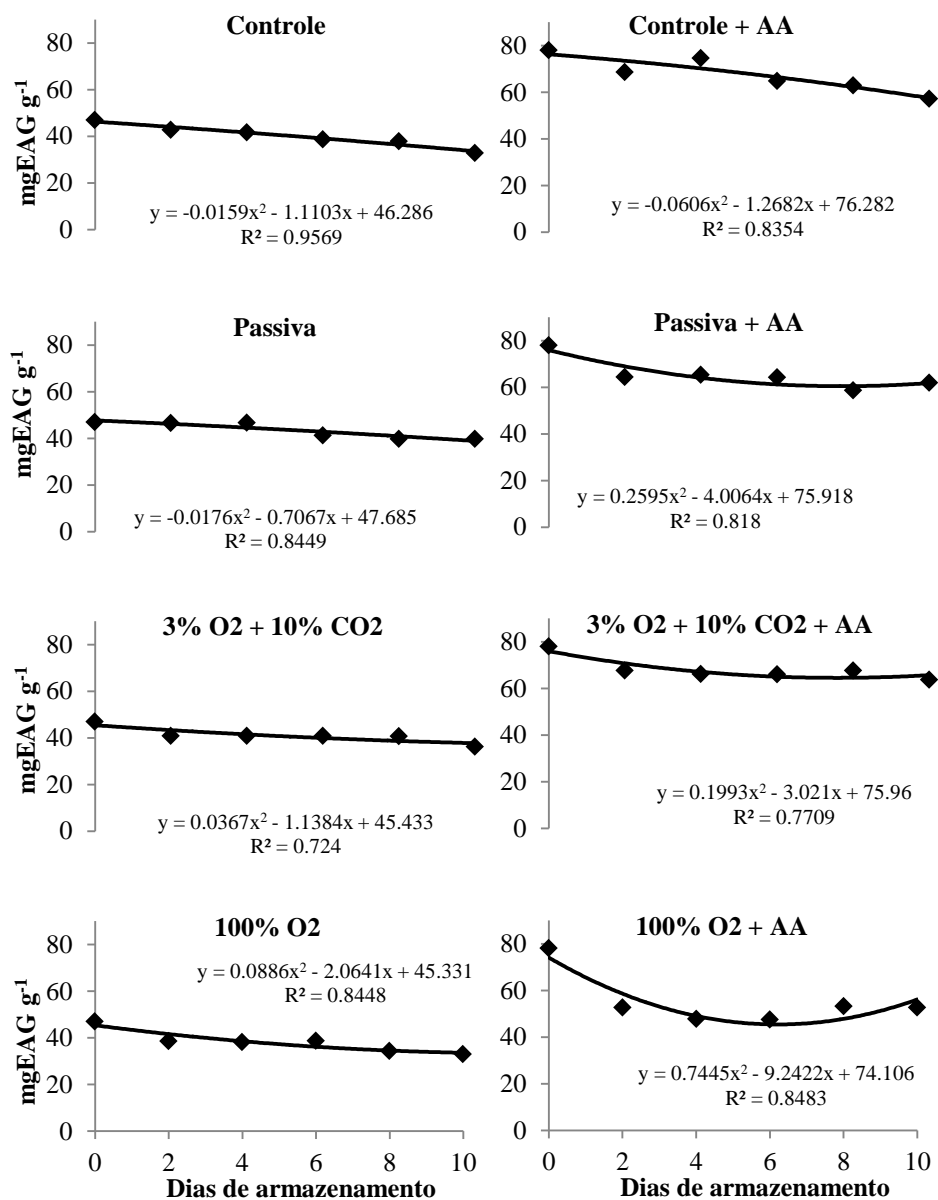 Controle
80
60
40
20
0
mgEAG g-1
y = -0.0159x2 - 1.1103x + 46.286
R² = 0.9569
Controle + AA
80
60
40
20
0
y = -0.0606x2 - 1.2682x + 76.282
R² = 0.8354
Passiva
80
60
40
20
0
mgEAG g-1
y = -0.0176x2 - 0.7067x + 47.685
R² = 0.8449
Passiva + AA
80
60
40
20
0
y = 0.2595x2 - 4.0064x + 75.918
R² = 0.818
3% O2 + 10% CO2
80
60
40
20
0
mgEAG g-1
y = 0.0367x2 - 1.1384x + 45.433
R² = 0.724
3% O2 + 10% CO2 + AA
80
60
40
20
0
y = 0.1993x2 - 3.021x + 75.96
R² = 0.7709
100% O2
80
60
40
20
0
mgEAG g-1
y = 0.0886x2 - 2.0641x + 45.331
R² = 0.8448
0 2 4 6 8 10
Dias de armazenamento
100% O2 + AA
80
60
40
20
0
y = 0.7445x2 - 9.2422x + 74.106
R² = 0.8483
0 2 4 6 8 10
Dias de armazenamento